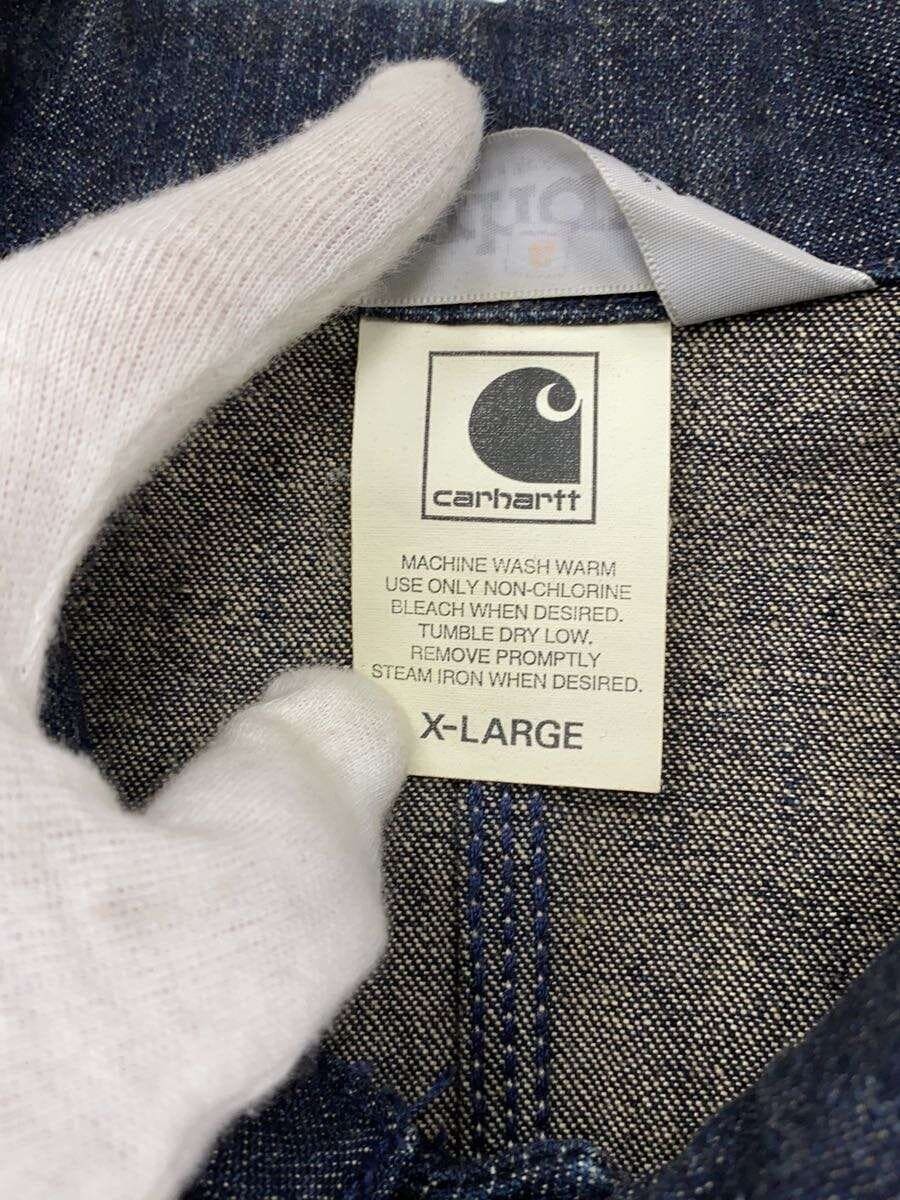 carhartt
MACHINE WASH WARM
USE ONLY NON-CHLORINE
BLEACH WHEN DESIRED.
TUMBLE DRY LOW,
REMOVE PROMPTLY
STEAM IRON WHEN DESIRED.
X-LARGE